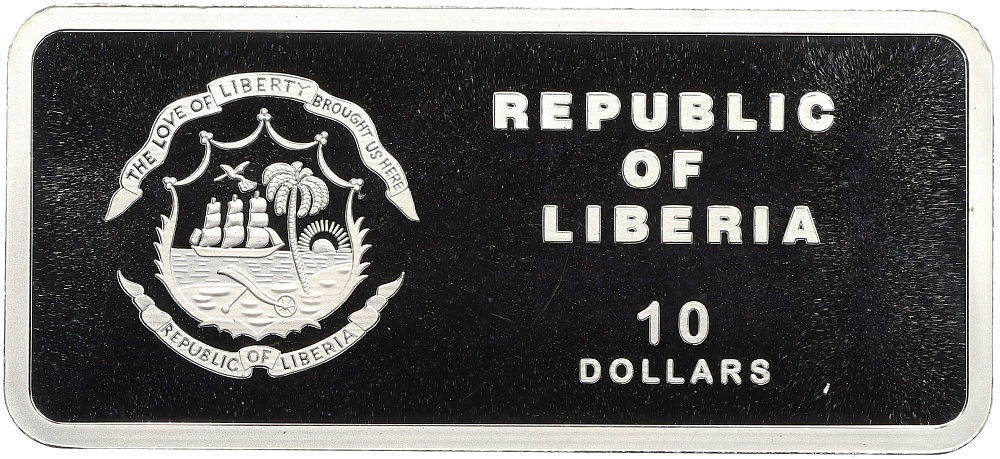 THE LOVE OF LIBERTY BROUGHT US HERE
REPUBLIC OF LIBERIA
REPUBLIC
OF
LIBERIA
10
DOLLARS